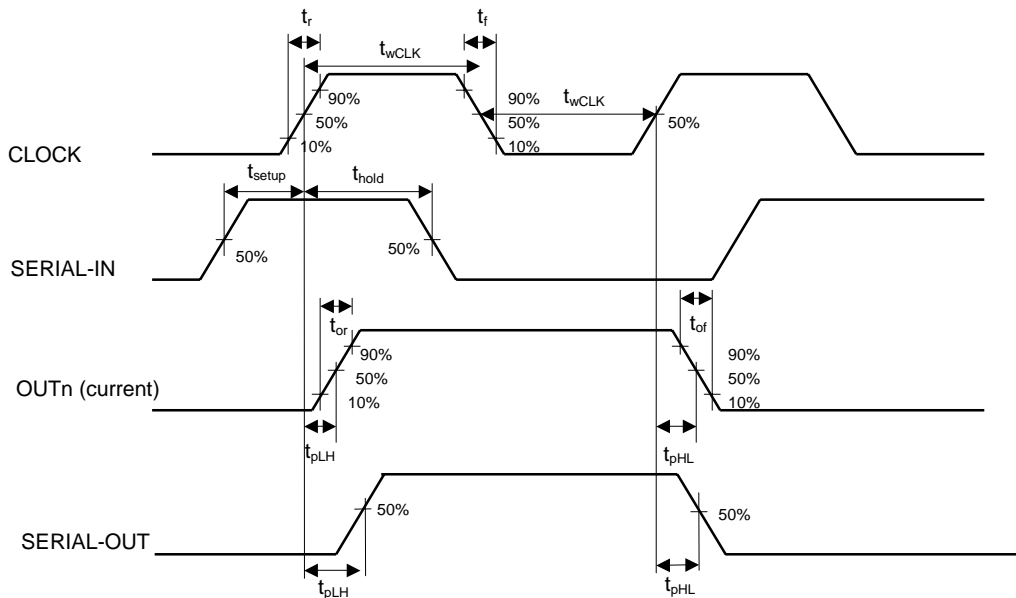 tr
tf
twCLK
90%
50%
10%
90%
50%
10%
twCLK
50%
CLOCK
tsetup
thold
50%
50%
SERIAL-IN
tor
tof
90%
50%
10%
90%
50%
10%
OUTn (current)
tpLH
tpHL
50%
50%
SERIAL-OUT
tpLH
tpHL